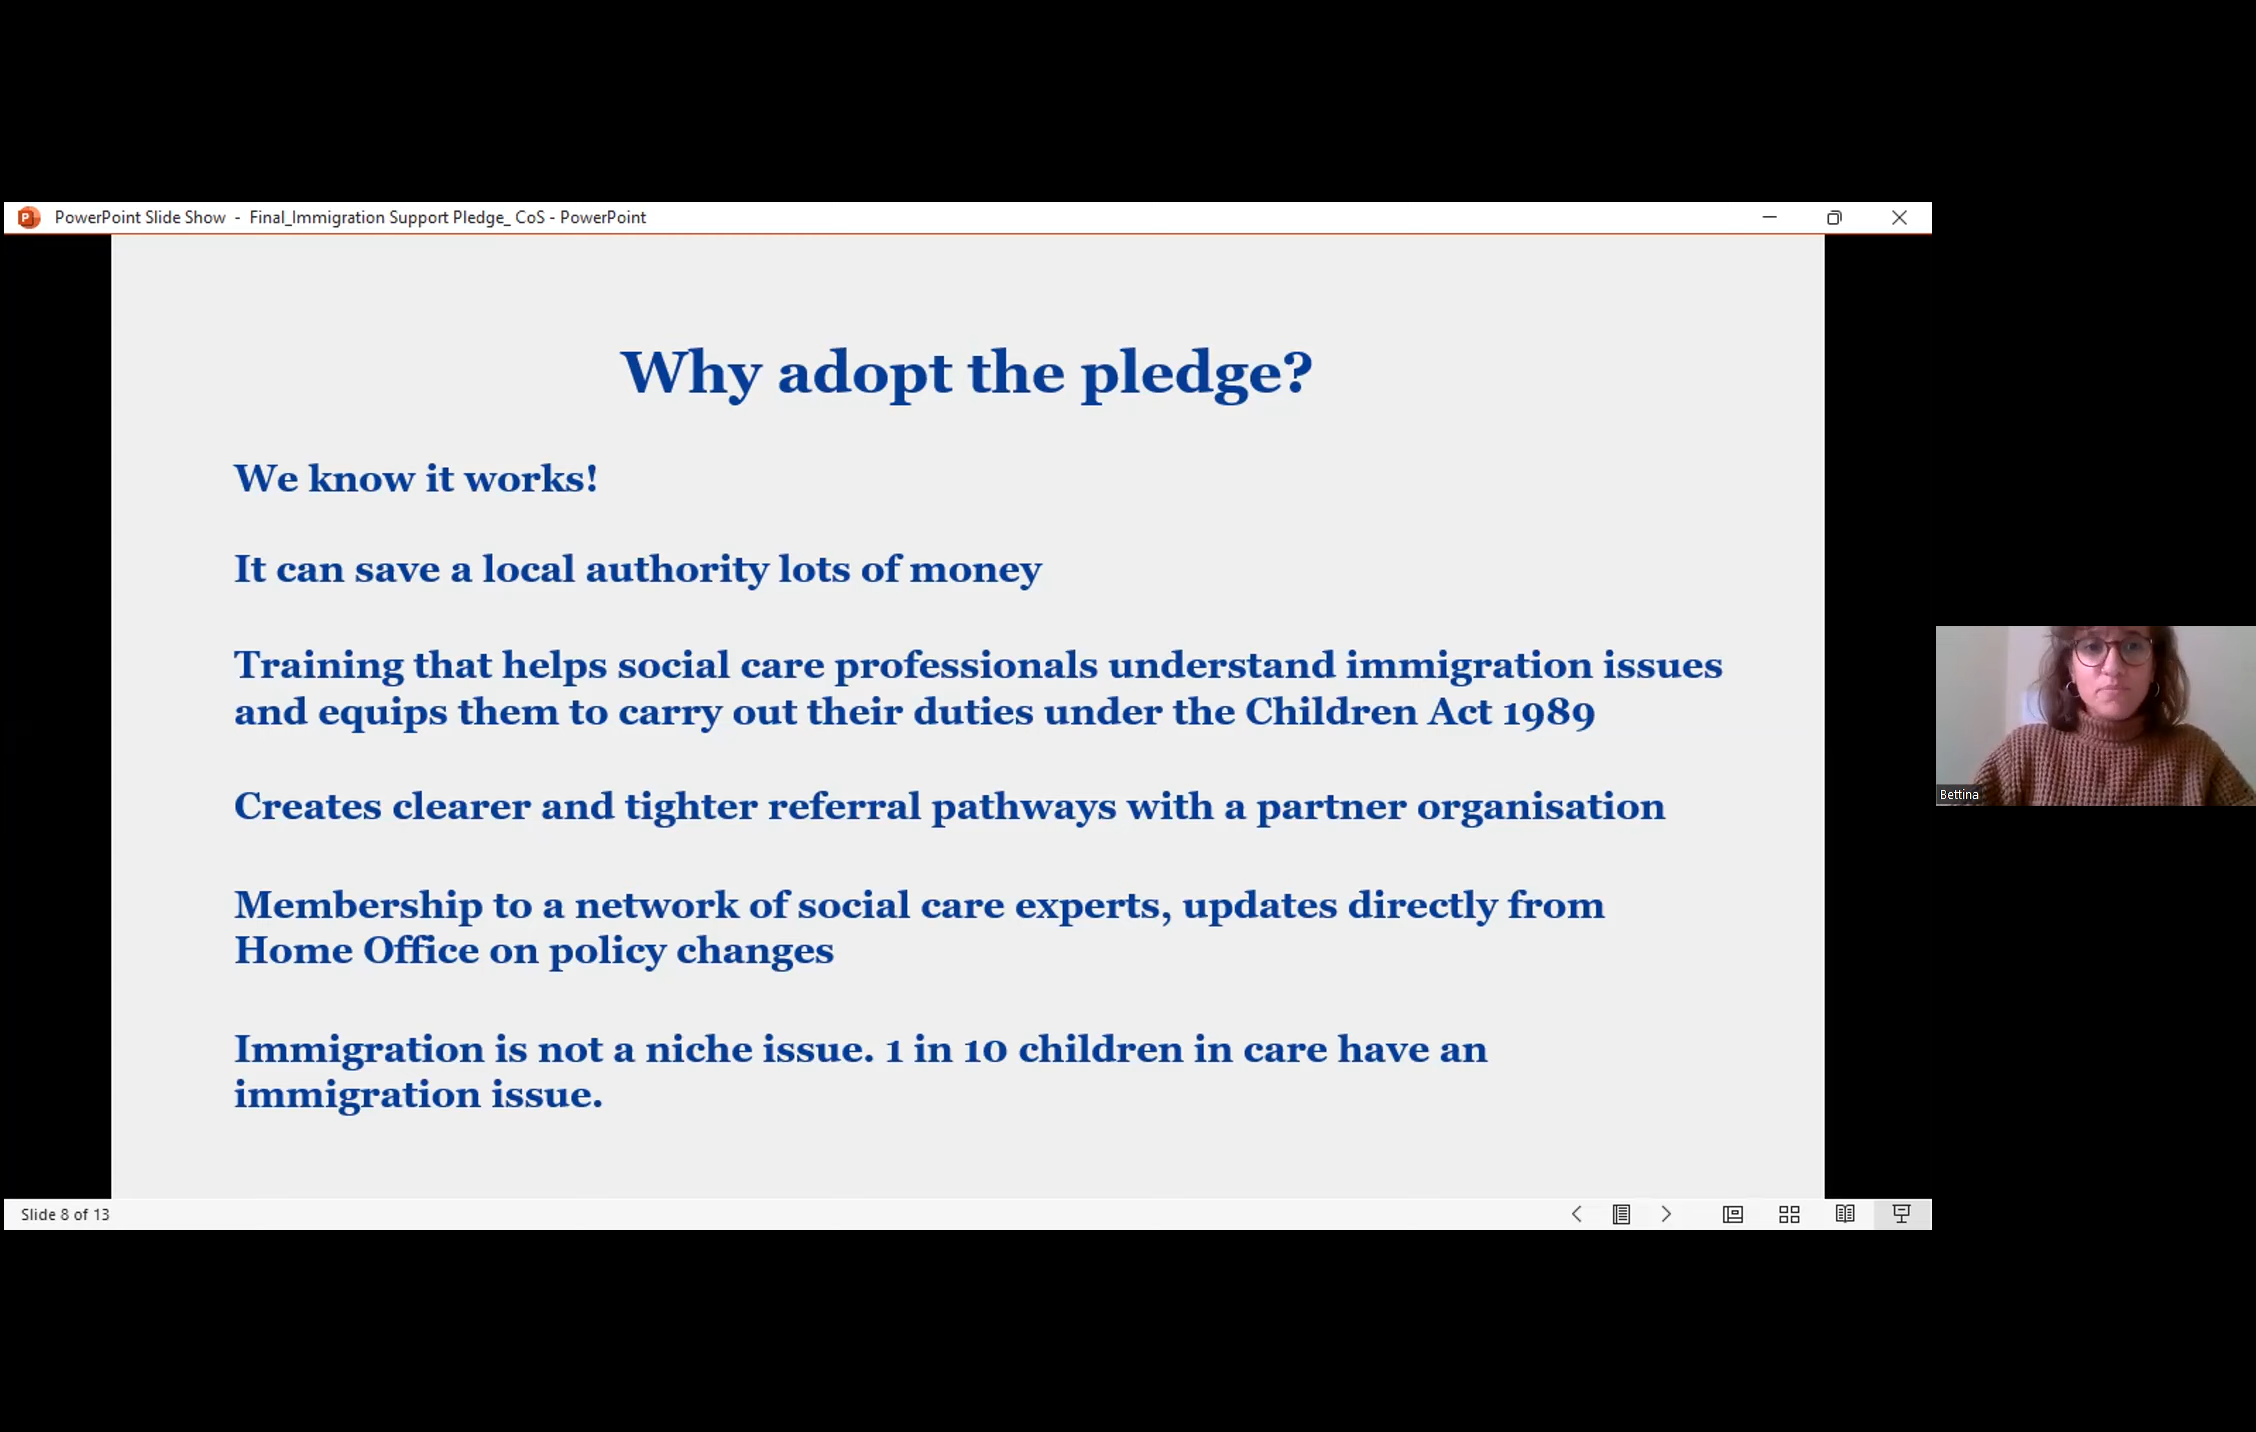 PowerPoint Slide Show - Final_Immigration Support Pledge_ CoS - PowerPoint
Why adopt the pledge?
We know it works!
It can save a local authority lots of money
Training that helps social care professionals understand immigration issues
and equips them to carry out their duties under the Children Act 1989
Creates clearer and tighter referral pathways with a partner organisation
Membership to a network of social care experts, updates directly from
Home Office on policy changes
Immigration is not a niche issue. 1 in 10 children in care have an
immigration issue.
Bettina
Slide 8 of 13